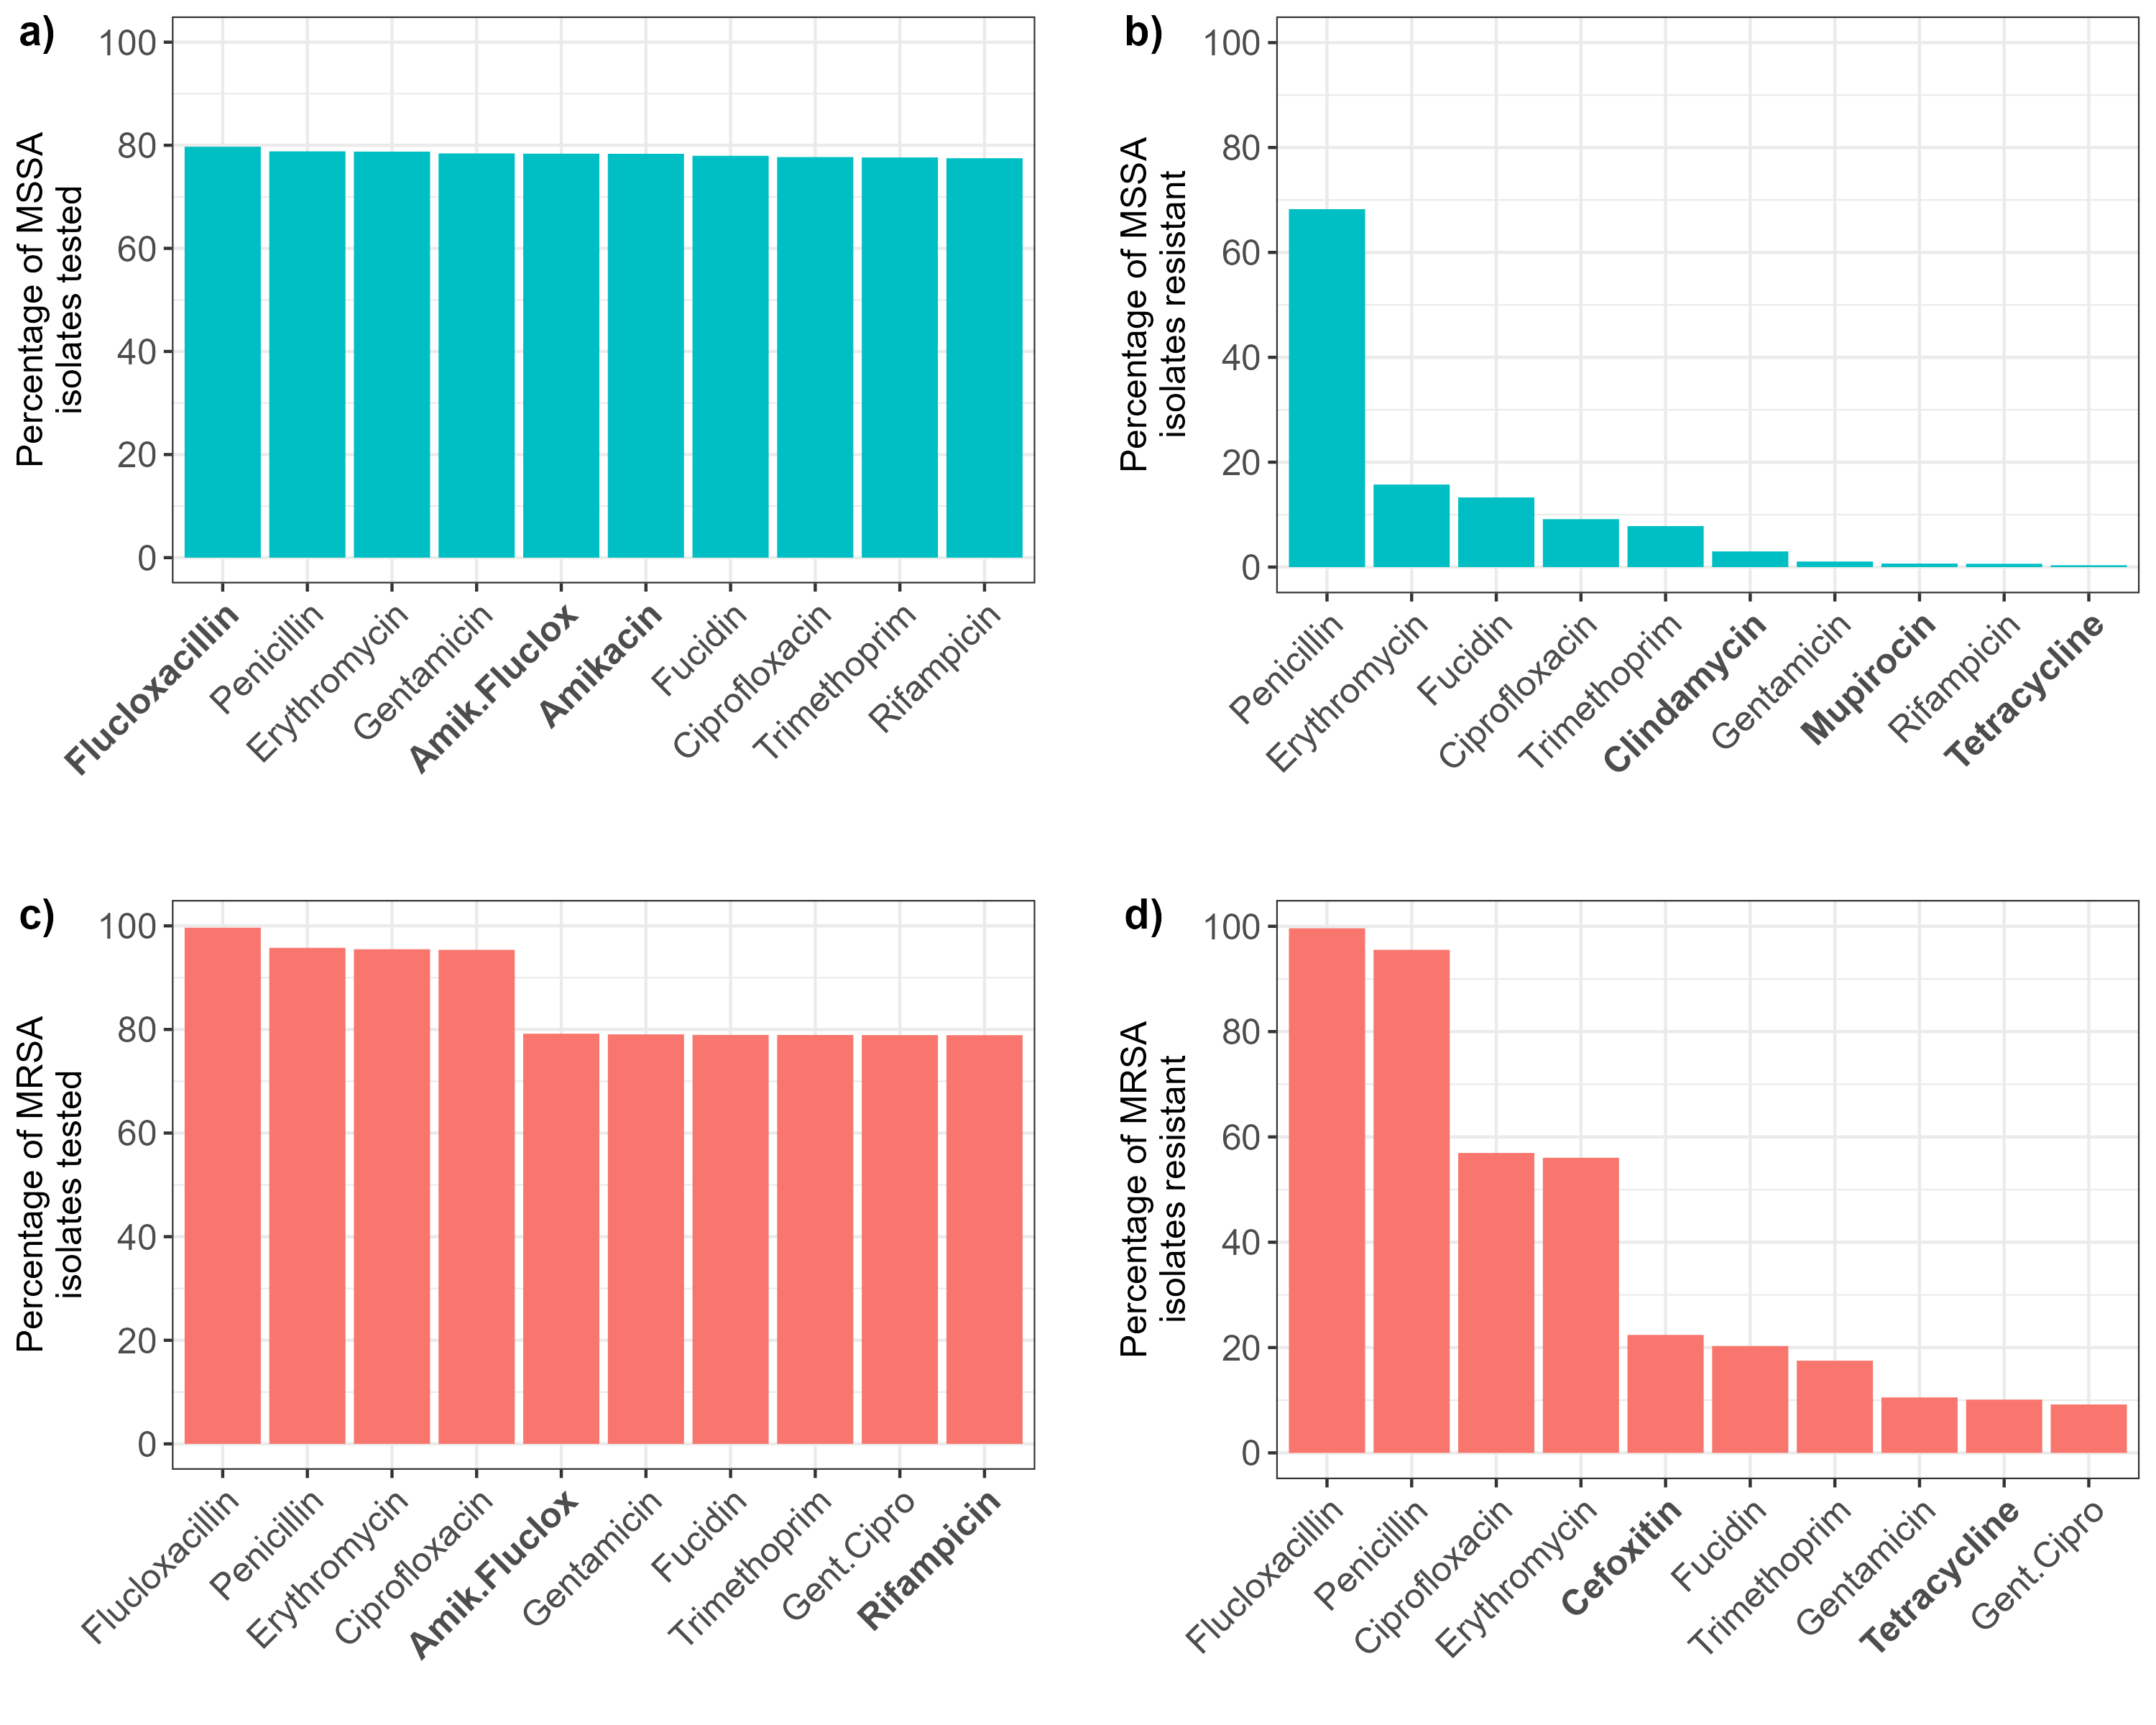 a)
Percentage of MSSA
isolates tested
100
80
60
40
20
0
Flucloxacillin
Penicillin
Erythromycin
Gentamicin
Amik.Fluclox
Amikacin
Fucidin
Ciprofloxacin
Trimethoprim
Rifampicin
b)
Percentage of MSSA
isolates resistant
100
80
60
40
20
0
Penicillin
Erythromycin
Fucidin
Ciprofloxacin
Trimethoprim
Clindamycin
Gentamicin
Mupirocin
Rifampicin
Tetracycline
c)
Percentage of MRSA
isolates tested
100
80
60
40
20
0
Flucloxacillin
Penicillin
Erythromycin
Ciprofloxacin
Amik.Fluclox
Gentamicin
Fucidin
Trimethoprim
Gent.Cipro
Rifampicin
d)
Percentage of MRSA
isolates resistant
100
80
60
40
20
0
Flucloxacillin
Penicillin
Ciprofloxacin
Erythromycin
Cefoxitin
Fucidin
Trimethoprim
Gentamicin
Tetracycline
Gent.Cipro